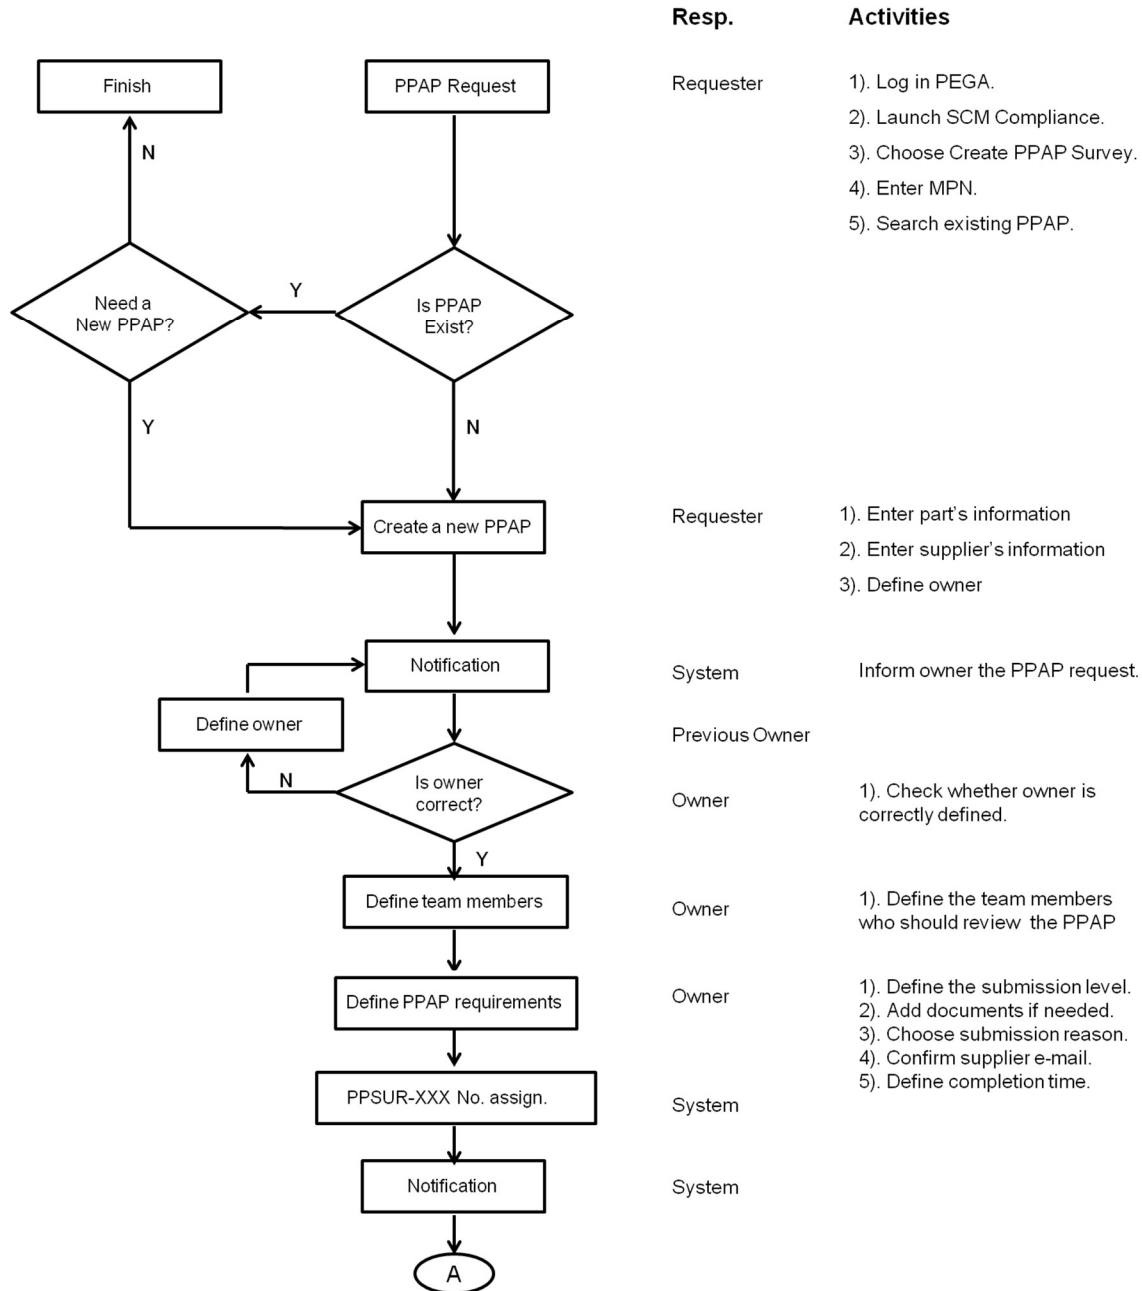 Resp.
Activities
Finish
PPAP Request
Requester
1). Log in PEGA.
2). Launch SCM Compliance.
3). Choose Create PPAP Survey.
4). Enter MPN.
5). Search existing PPAP.
N
Need a
New PPAP?
Y
Is PPAP
Exist?
Y
N
Create a new PPAP
Requester
1). Enter part's information
2). Enter supplier's information
3). Define owner
Notification
System
Inform owner the PPAP request.
Define owner
Previous Owner
N
Is owner
correct?
Owner
1). Check whether owner is
correctly defined.
Y
Define team members
Owner
1). Define the team members
who should review the PPAP
Define PPAP requirements
Owner
1). Define the submission level.
2). Add documents if needed.
3). Choose submission reason.
4). Confirm supplier e-mail.
5). Define completion time.
PPSUR-XXX No. assign.
System
Notification
System
A